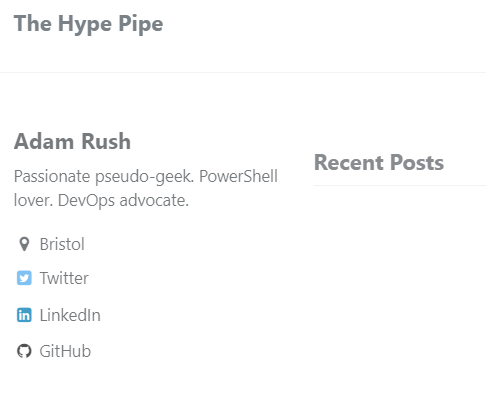 The Hype Pipe
Adam Rush
Passionate pseudo-geek. PowerShell
lover. DevOps advocate.
Bristol
Twitter
LinkedIn
GitHub
Recent Posts